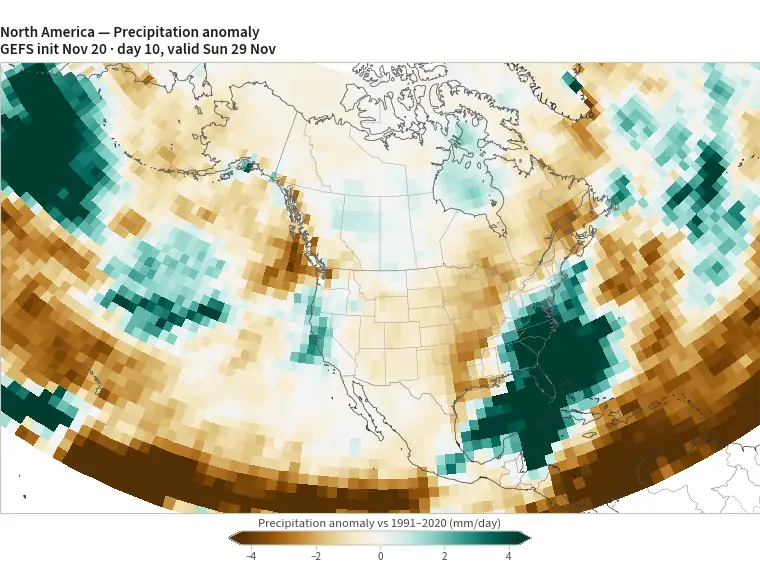 North America — Precipitation anomaly
GEFS init Nov 20 · day 10, valid Sun 29 Nov
Precipitation anomaly vs 1991–2020 (mm/day)
−4 −2 0 2 4